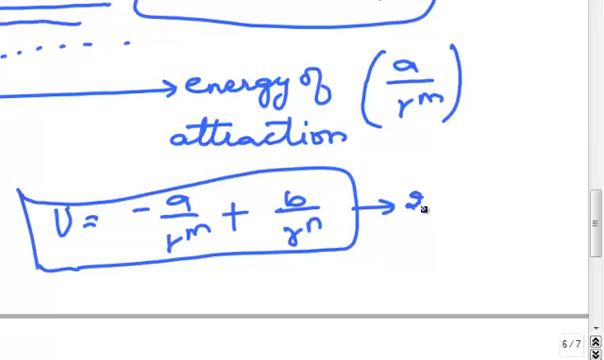 → energy of (a/r^m)
attraction
U = -a/r^m + b/r^n →
6 / 7